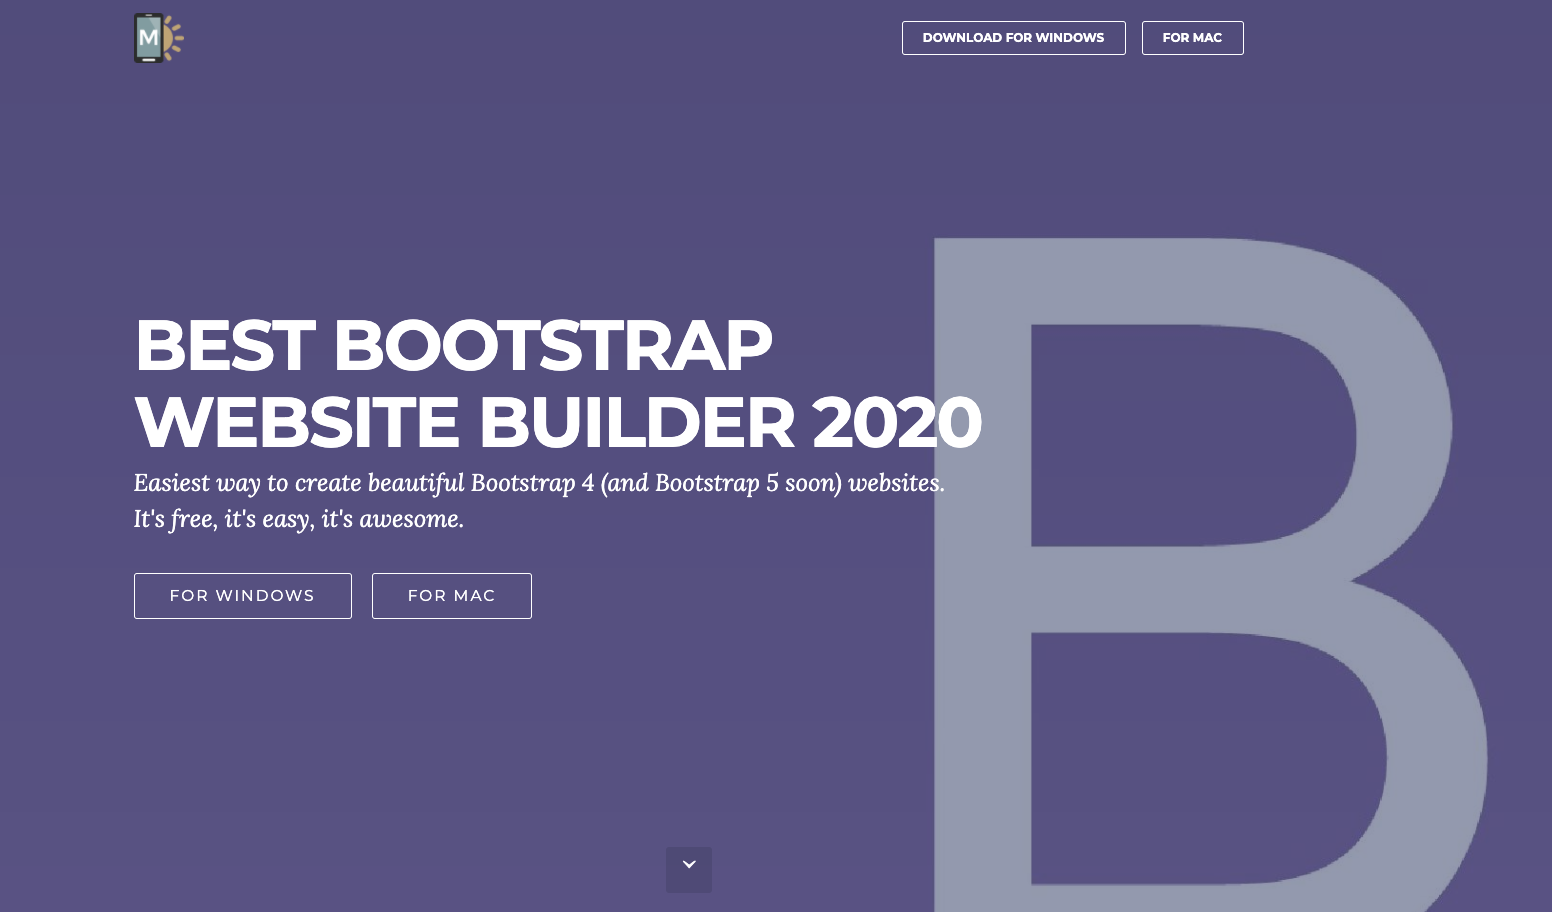 M
DOWNLOAD FOR WINDOWS
FOR MAC
BEST BOOTSTRAP
WEBSITE BUILDER 2020
Easiest way to create beautiful Bootstrap 4 (and Bootstrap 5 soon) websites.
It's free, it's easy, it's awesome.
FOR WINDOWS
FOR MAC
B